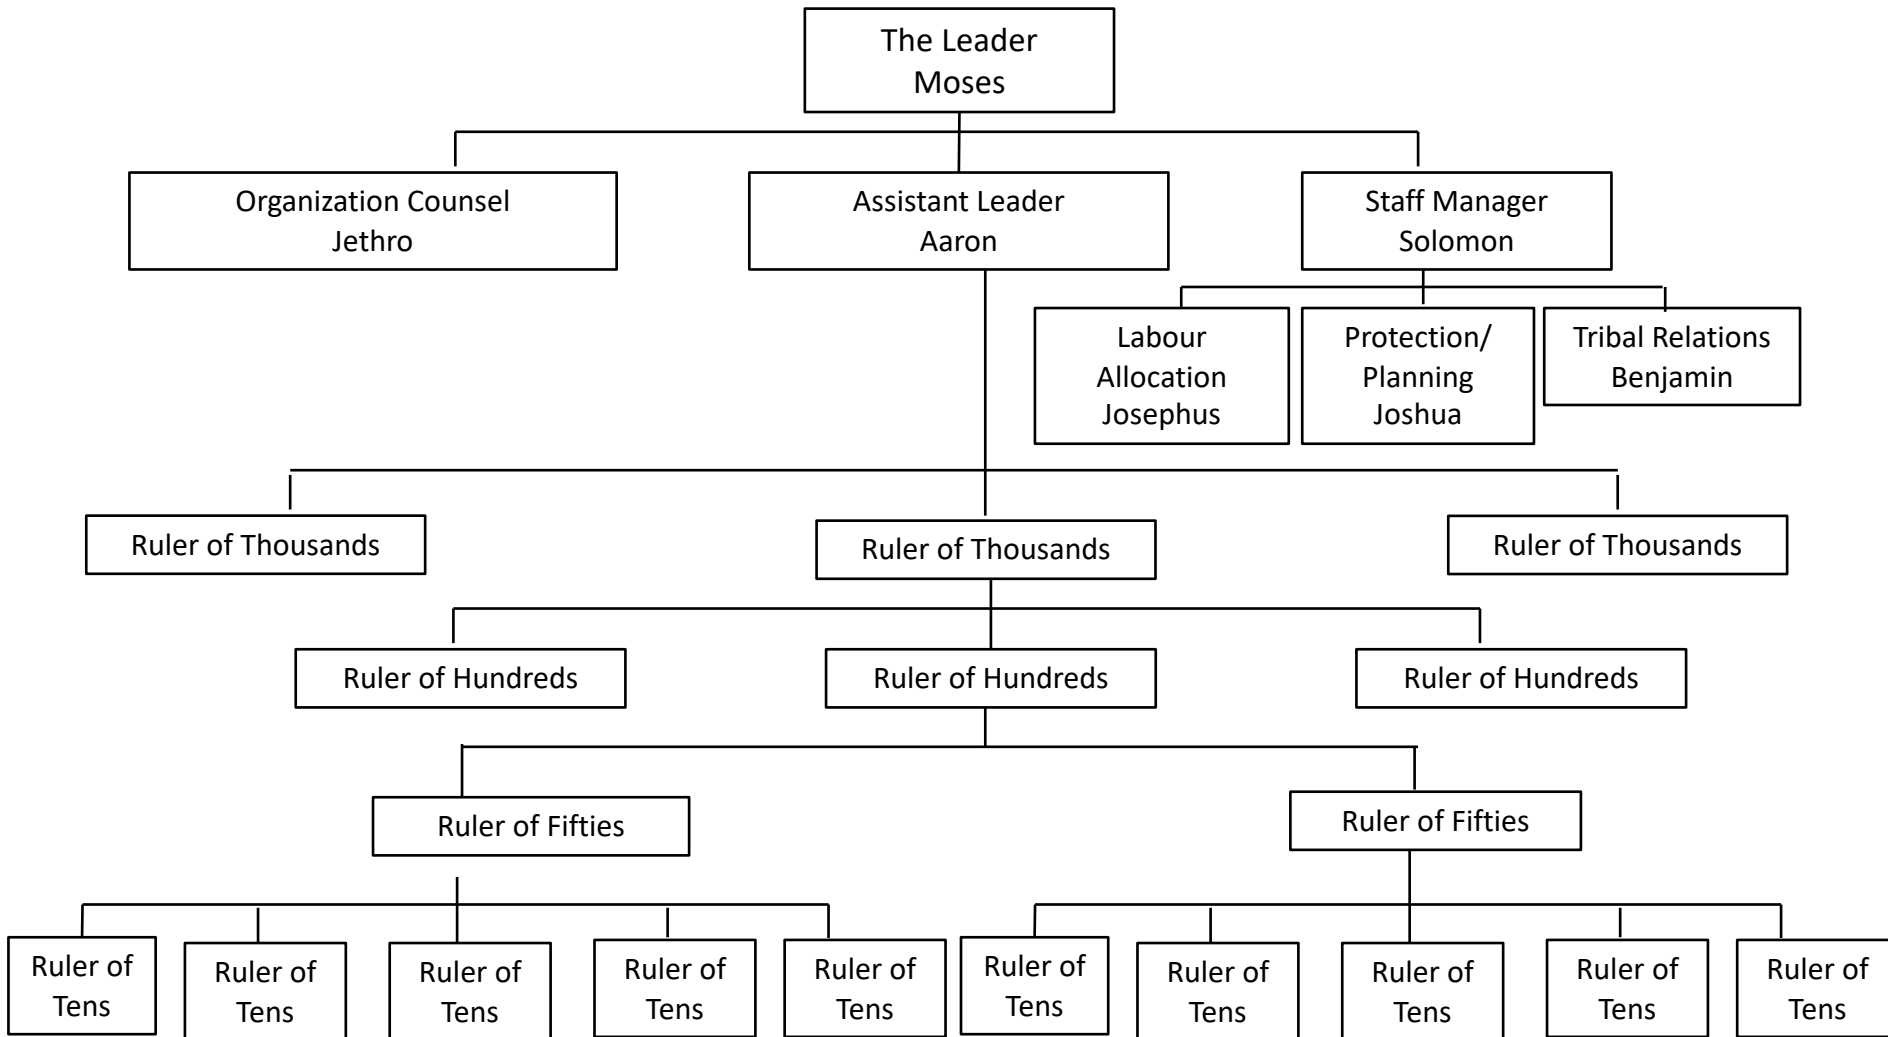 The Leader
Moses
Organization Counsel
Jethro
Assistant Leader
Aaron
Staff Manager
Solomon
Labour
Allocation
Josephus
Protection/
Planning
Joshua
Tribal Relations
Benjamin
Ruler of Thousands
Ruler of Thousands
Ruler of Thousands
Ruler of Hundreds
Ruler of Hundreds
Ruler of Hundreds
Ruler of Fifties
Ruler of Fifties
Ruler of
Tens
Ruler of
Tens
Ruler of
Tens
Ruler of
Tens
Ruler of
Tens
Ruler of
Tens
Ruler of
Tens
Ruler of
Tens
Ruler of
Tens
Ruler of
Tens